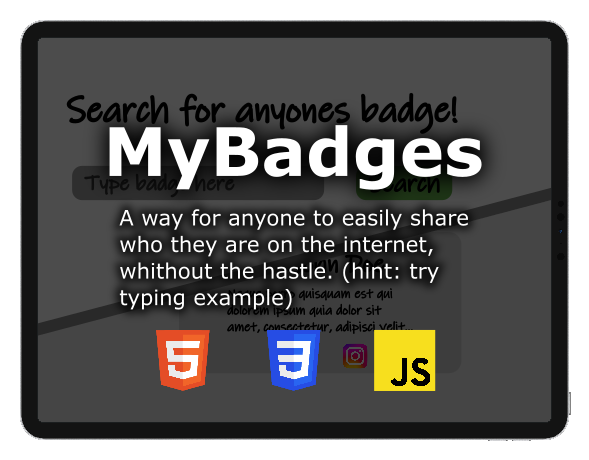 Search for anyones badge!
MyBadges
Type badge here
Search
A way for anyone to easily share
who they are on the internet,
whithout the hastle. (hint: try
typing example)
quisquam est qui
dolorem ipsum quia dolor sit
amet, consectetur, adipisci velit...
5
3
JS